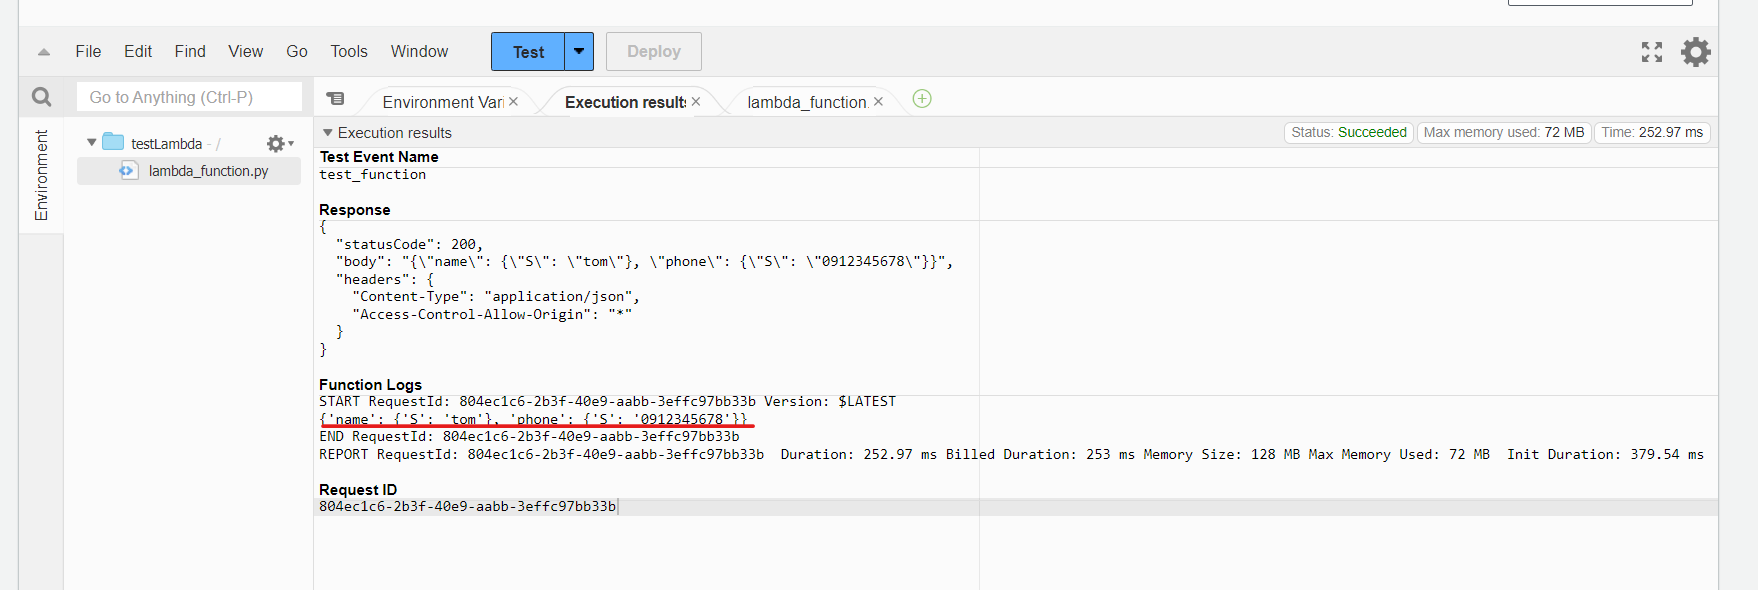 File Edit Find View Go Tools Window Test Deploy
Go to Anything (Ctrl-P)
Environment Vari Execution results lambda_function.
Environment
testLambda - /
lambda_function.py
Execution results Status: Succeeded Max memory used: 72 MB Time: 252.97 ms
Test Event Name
test_function
Response
{
  "statusCode": 200,
  "body": "{\"name\": {\"S\": \"tom\"}, \"phone\": {\"S\": \"0912345678\"}}",
  "headers": {
    "Content-Type": "application/json",
    "Access-Control-Allow-Origin": "*"
  }
}
Function Logs
START RequestId: 804ec1c6-2b3f-40e9-aabb-3effc97bb33b Version: $LATEST
{'name': {'S': 'tom'}, 'phone': {'S': '0912345678'}}
END RequestId: 804ec1c6-2b3f-40e9-aabb-3effc97bb33b
REPORT RequestId: 804ec1c6-2b3f-40e9-aabb-3effc97bb33b  Duration: 252.97 ms Billed Duration: 253 ms Memory Size: 128 MB Max Memory Used: 72 MB  Init Duration: 379.54 ms
Request ID
804ec1c6-2b3f-40e9-aabb-3effc97bb33b